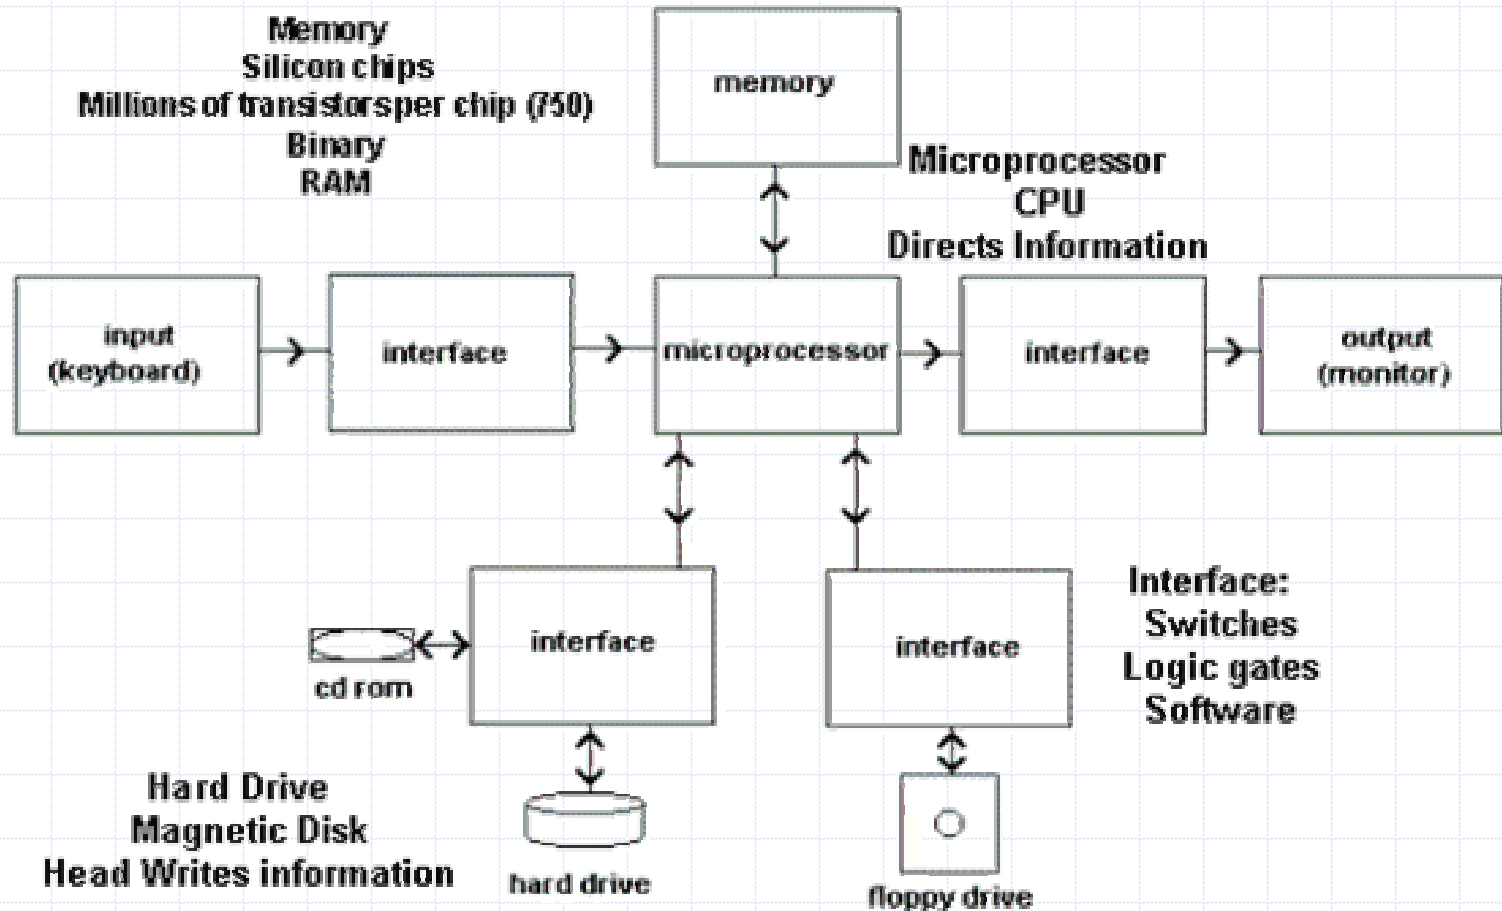 Memory
Silicon chips
Millions of transistorsper chip (750)
Binary
RAM
memory
Microprocessor
CPU
Directs Information
input
(keyboard)
interface
microprocessor
interface
output
(monitor)
interface
cd rom
hard drive
interface
floppy drive
Interface:
Switches
Logic gates
Software
Hard Drive
Magnetic Disk
Head Writes information